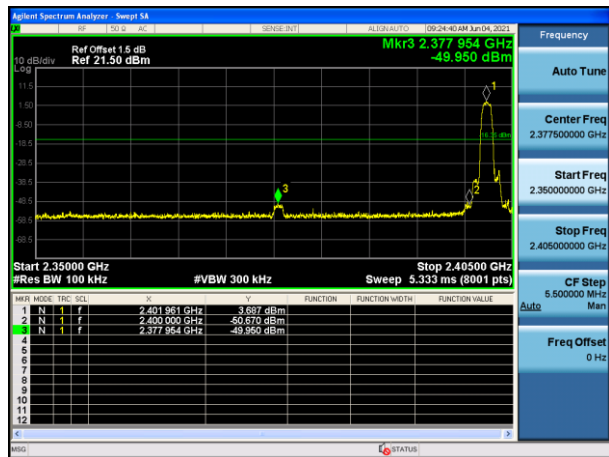 Agilent Spectrum Analyzer - Swept SA
RF 50 Ω AC SENSE:INT ALIGNAUTO 09:24:40 AM Jun 04, 2021
Mkr3 2.377 954 GHz
-49.950 dBm
Ref Offset 1.5 dB
10 dB/div Ref 21.50 dBm
Log
11.5
1.50
-8.50
-18.5
-28.5
-38.5
-48.5
-58.5
-68.5
1
2
3
Start 2.35000 GHz Stop 2.40500 GHz
#Res BW 100 kHz #VBW 300 kHz Sweep 5.333 ms (8001 pts)
MKR MODE TRC SCL X Y FUNCTION FUNCTION WIDTH FUNCTION VALUE
1 N 1 f 2.401 961 GHz 3.687 dBm
2 N 1 f 2.400 000 GHz -50.670 dBm
3 N 1 f 2.377 954 GHz -49.950 dBm
4
5
6
7
8
9
10
11
12
MSG STATUS
Frequency
Auto Tune
Center Freq
2.377500000 GHz
Start Freq
2.350000000 GHz
Stop Freq
2.405000000 GHz
CF Step
5.500000 MHz
Auto Man
Freq Offset
0 Hz